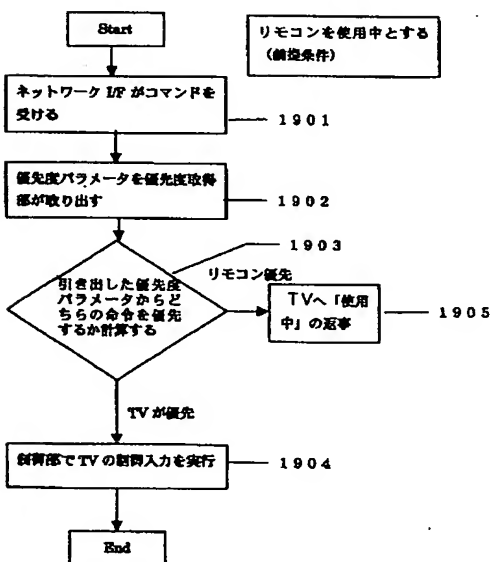 Start
リモコンを使用中とする
（前提条件）
ネットワーク I/F がコマンドを
受ける
1901
優先度パラメータを優先度取得
部が取り出す
1902
1903
リモコン優先
引き出した優先度
パラメータからど
ちらの命令を優先
するか計算する
TVへ「使用
中」の返事
1905
TV が優先
制御部で TV の制御入力を実行
1904
End